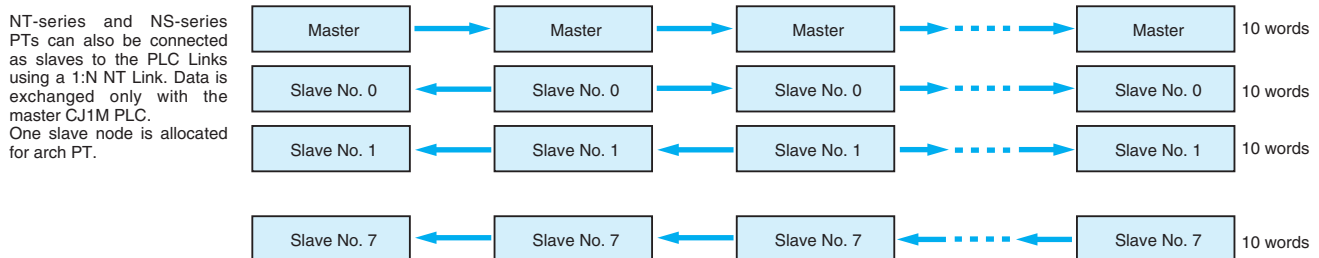 NT-series and NS-series
PTs can also be connected
as slaves to the PLC Links
using a 1:N NT Link. Data is
exchanged only with the
master CJ1M PLC.
One slave node is allocated
for arch PT.
Master Master Master Master 10 words
Slave No. 0 Slave No. 0 Slave No. 0 Slave No. 0 10 words
Slave No. 1 Slave No. 1 Slave No. 1 Slave No. 1 10 words
Slave No. 7 Slave No. 7 Slave No. 7 Slave No. 7 10 words